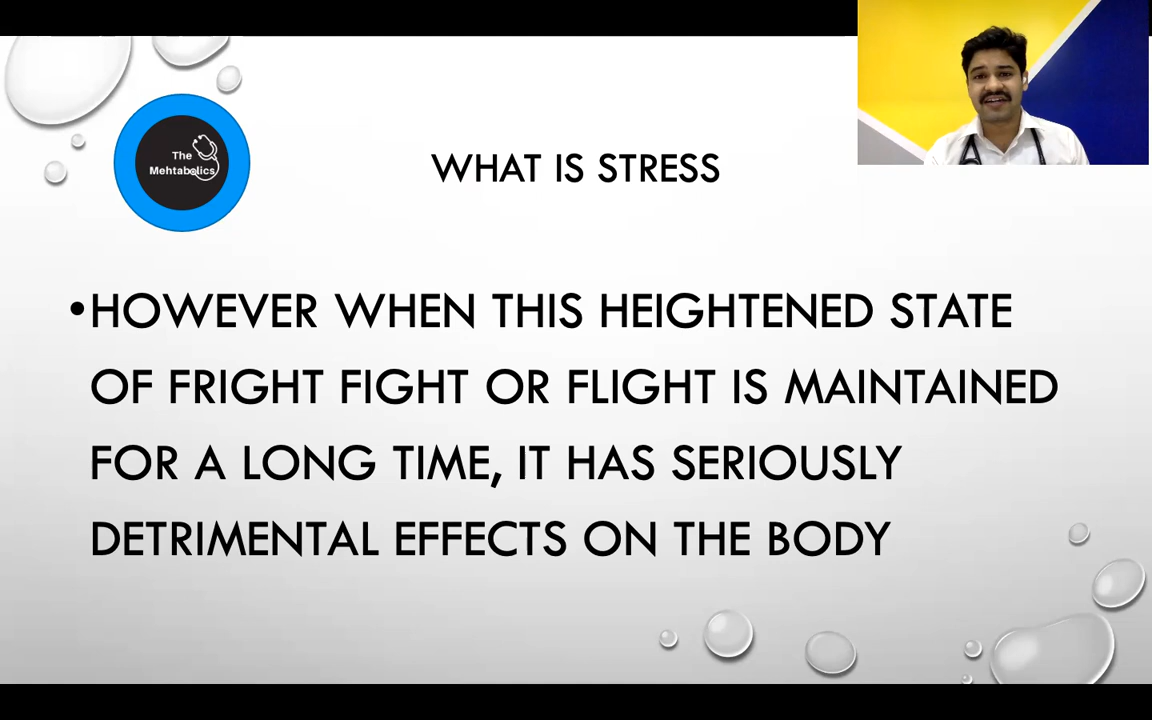 The
Mehtabolics
WHAT IS STRESS
•HOWEVER WHEN THIS HEIGHTENED STATE
OF FRIGHT FIGHT OR FLIGHT IS MAINTAINED
FOR A LONG TIME, IT HAS SERIOUSLY
DETRIMENTAL EFFECTS ON THE BODY